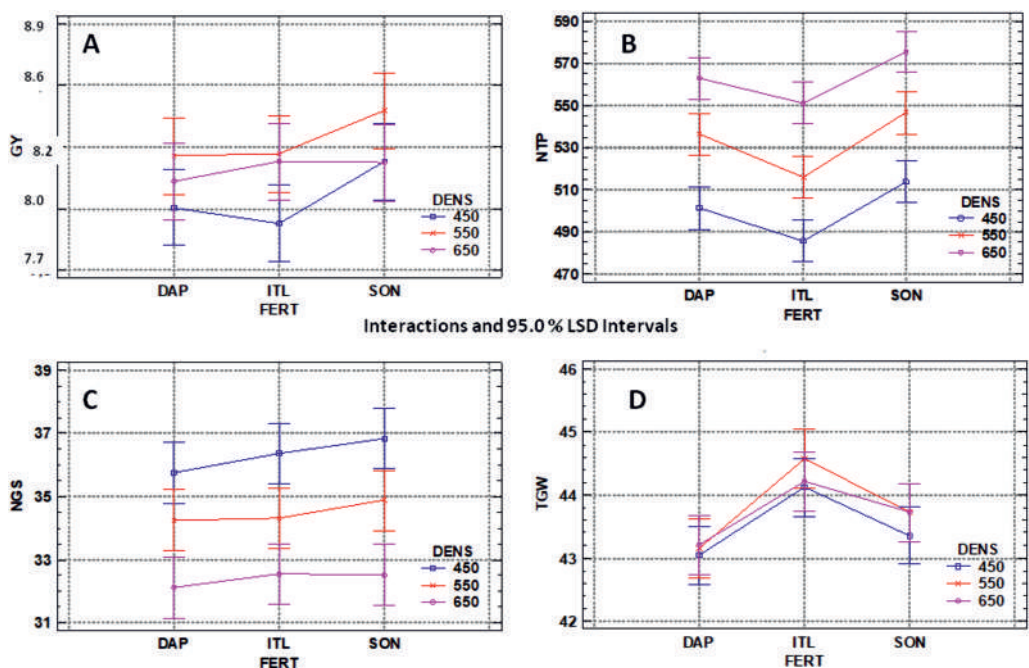 A
GY
8.9
8.6
8.2
8.0
7.7
DAP ITL SON
FERT
DENS
450
550
650
B
NTP
590
570
550
530
510
490
470
DAP ITL SON
FERT
DENS
450
550
650
Interactions and 95.0 % LSD Intervals
C
NGS
39
37
35
33
31
DAP ITL SON
FERT
DENS
450
550
650
D
TGW
46
45
44
43
42
DAP ITL SON
FERT
DENS
450
550
650